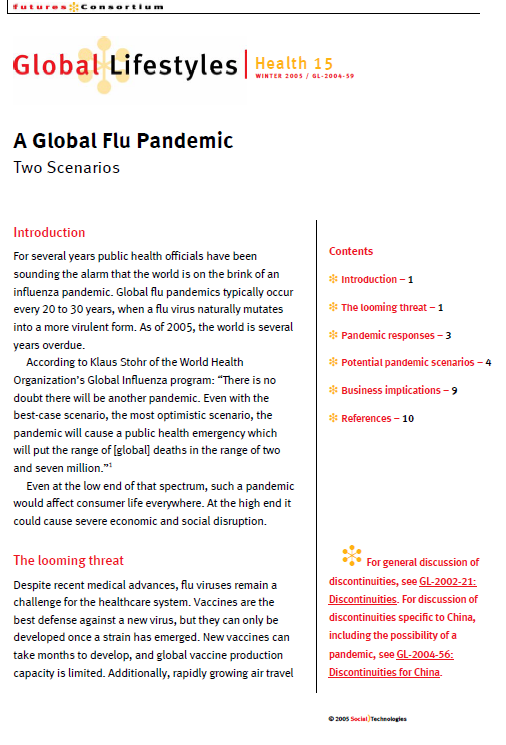 futures Consortium
Global Lifestyles
Health 15
WINTER 2005 / GL-2004-59
A Global Flu Pandemic
Two Scenarios
Introduction
For several years public health officials have been
sounding the alarm that the world is on the brink of an
influenza pandemic. Global flu pandemics typically occur
every 20 to 30 years, when a flu virus naturally mutates
into a more virulent form. As of 2005, the world is several
years overdue.
According to Klaus Stohr of the World Health
Organization's Global Influenza program: “There is no
doubt there will be another pandemic. Even with the
best-case scenario, the most optimistic scenario, the
pandemic will cause a public health emergency which
will put the range of [global] deaths in the range of two
and seven million.”1
Even at the low end of that spectrum, such a pandemic
would affect consumer life everywhere. At the high end it
could cause severe economic and social disruption.
The looming threat
Despite recent medical advances, flu viruses remain a
challenge for the healthcare system. Vaccines are the
best defense against a new virus, but they can only be
developed once a strain has emerged. New vaccines can
take months to develop, and global vaccine production
capacity is limited. Additionally, rapidly growing air travel
Contents
Introduction – 1
The looming threat – 1
Pandemic responses – 3
Potential pandemic scenarios – 4
Business implications – 9
References – 10
For general discussion of
discontinuities, see GL-2002-21:
Discontinuities. For discussion of
discontinuities specific to China,
including the possibility of a
pandemic, see GL-2004-56:
Discontinuities for China.
© 2005 Social Technologies